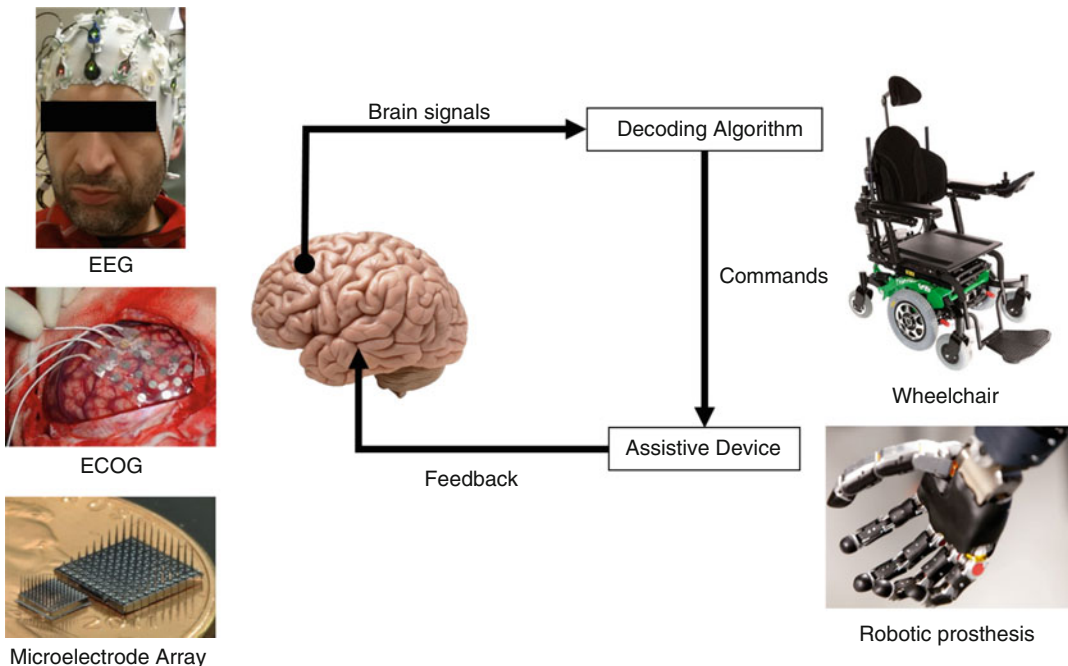 EEG
ECOG
Microelectrode Array
Brain signals
Decoding Algorithm
Commands
Assistive Device
Feedback
Wheelchair
Robotic prosthesis